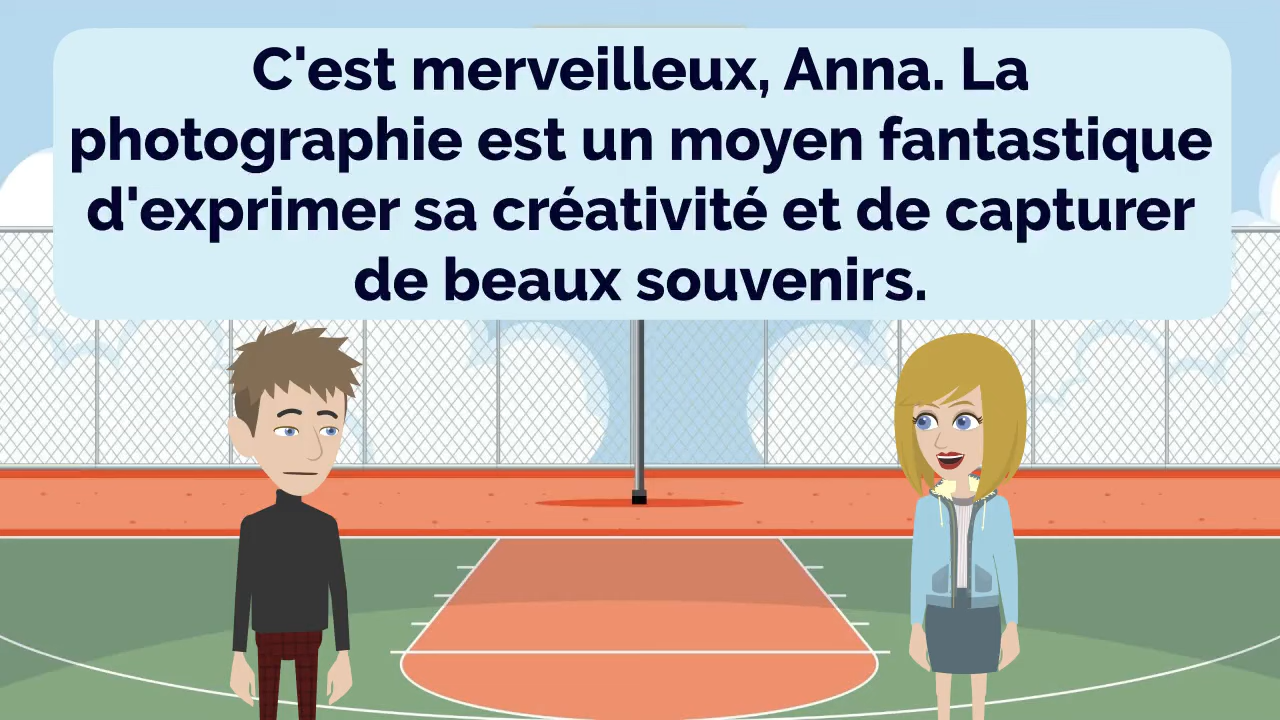 C'est merveilleux, Anna. La
photographie est un moyen fantastique
d'exprimer sa créativité et de capturer
de beaux souvenirs.